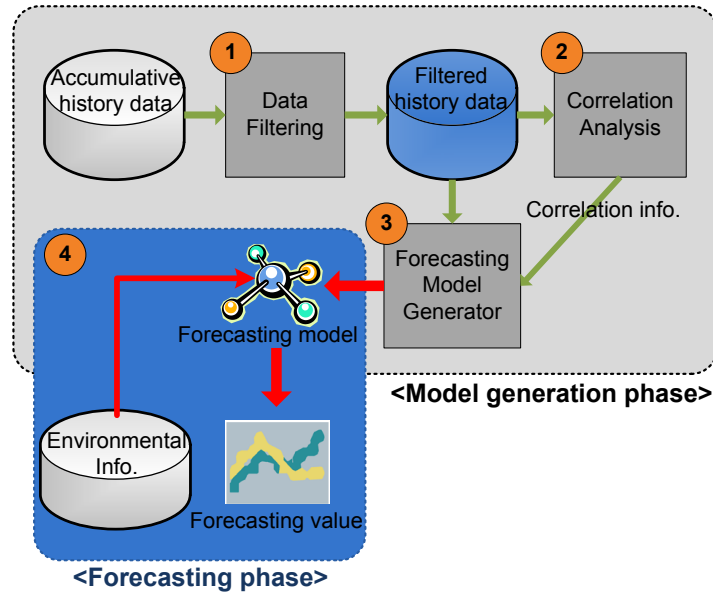 1
2
Accumulative
history data
Data
Filtering
Filtered
history data
Correlation
Analysis
Correlation info.
3
4
Forecasting
Model
Generator
Forecasting model
<Model generation phase>
Environmental
Info.
Forecasting value
<Forecasting phase>